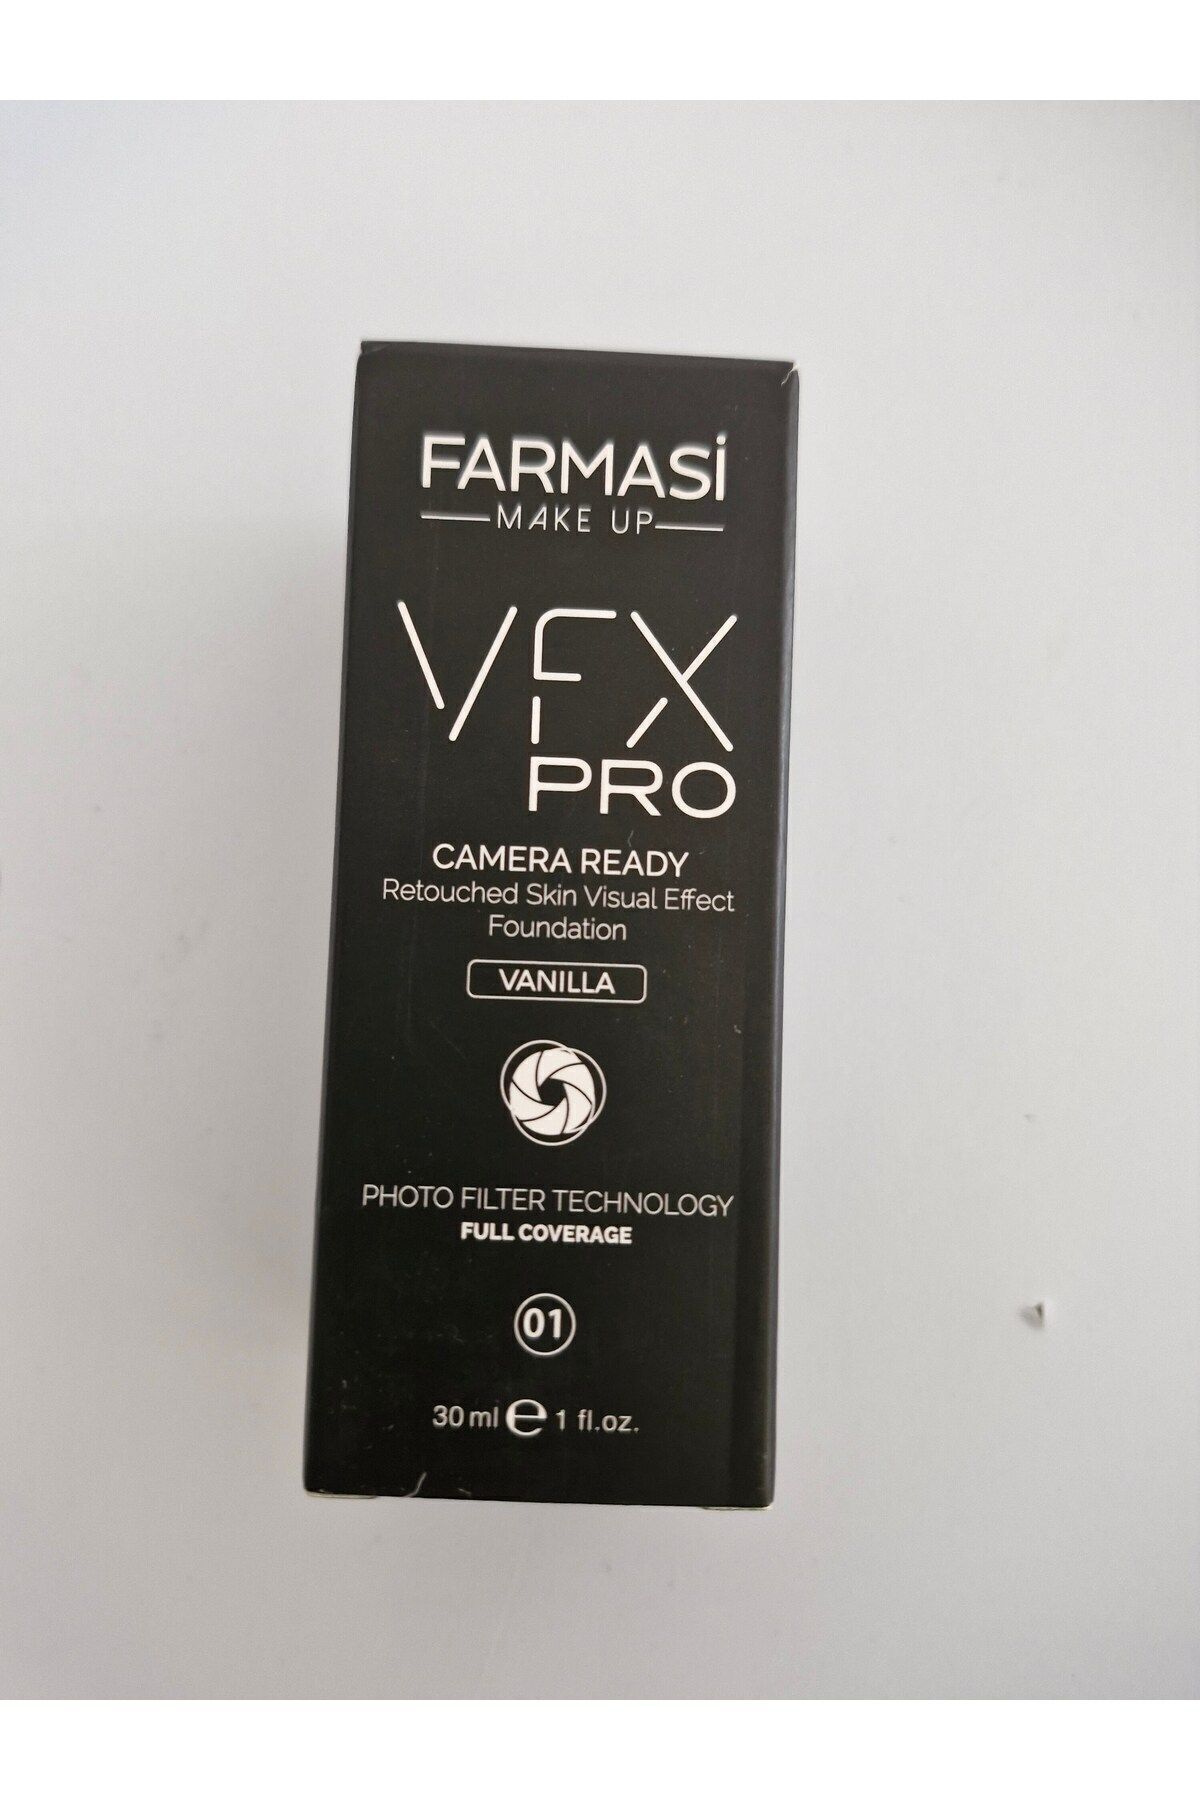 FARMASİ
MAKE UP
VFX
PRO
CAMERA READY
Retouched Skin Visual Effect
Foundation
VANILLA
PHOTO FILTER TECHNOLOGY
FULL COVERAGE
01
30 ml ℮ 1 fl.oz.